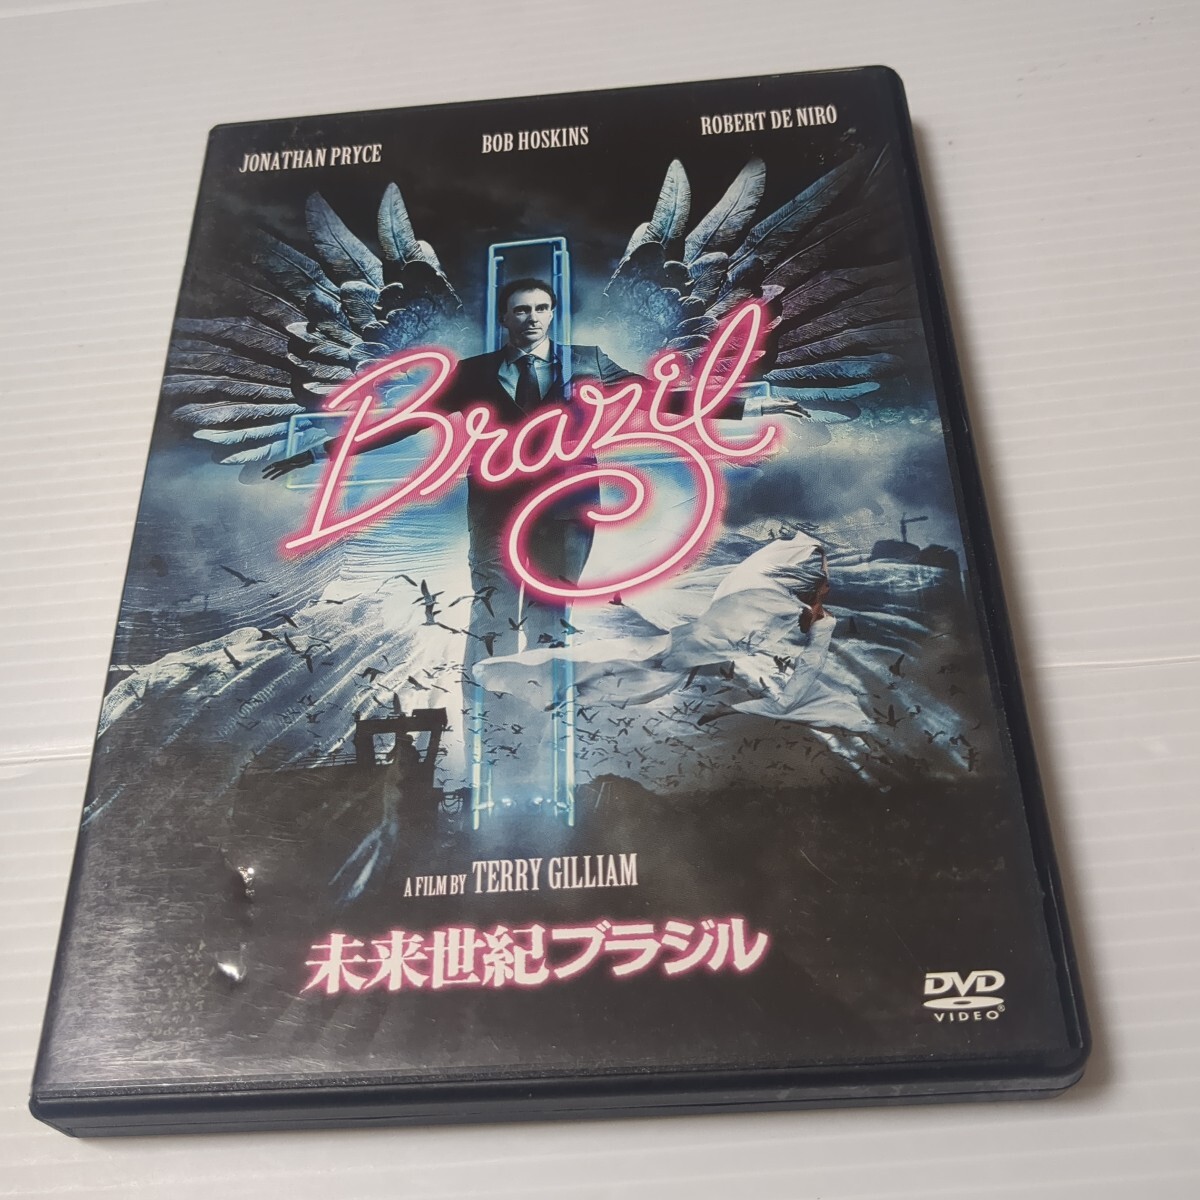 JONATHAN PRYCE
BOB HOSKINS
ROBERT DE NIRO
Brazil
A FILM BY TERRY GILLIAM
未来世紀ブラジル
DVD
VIDEO